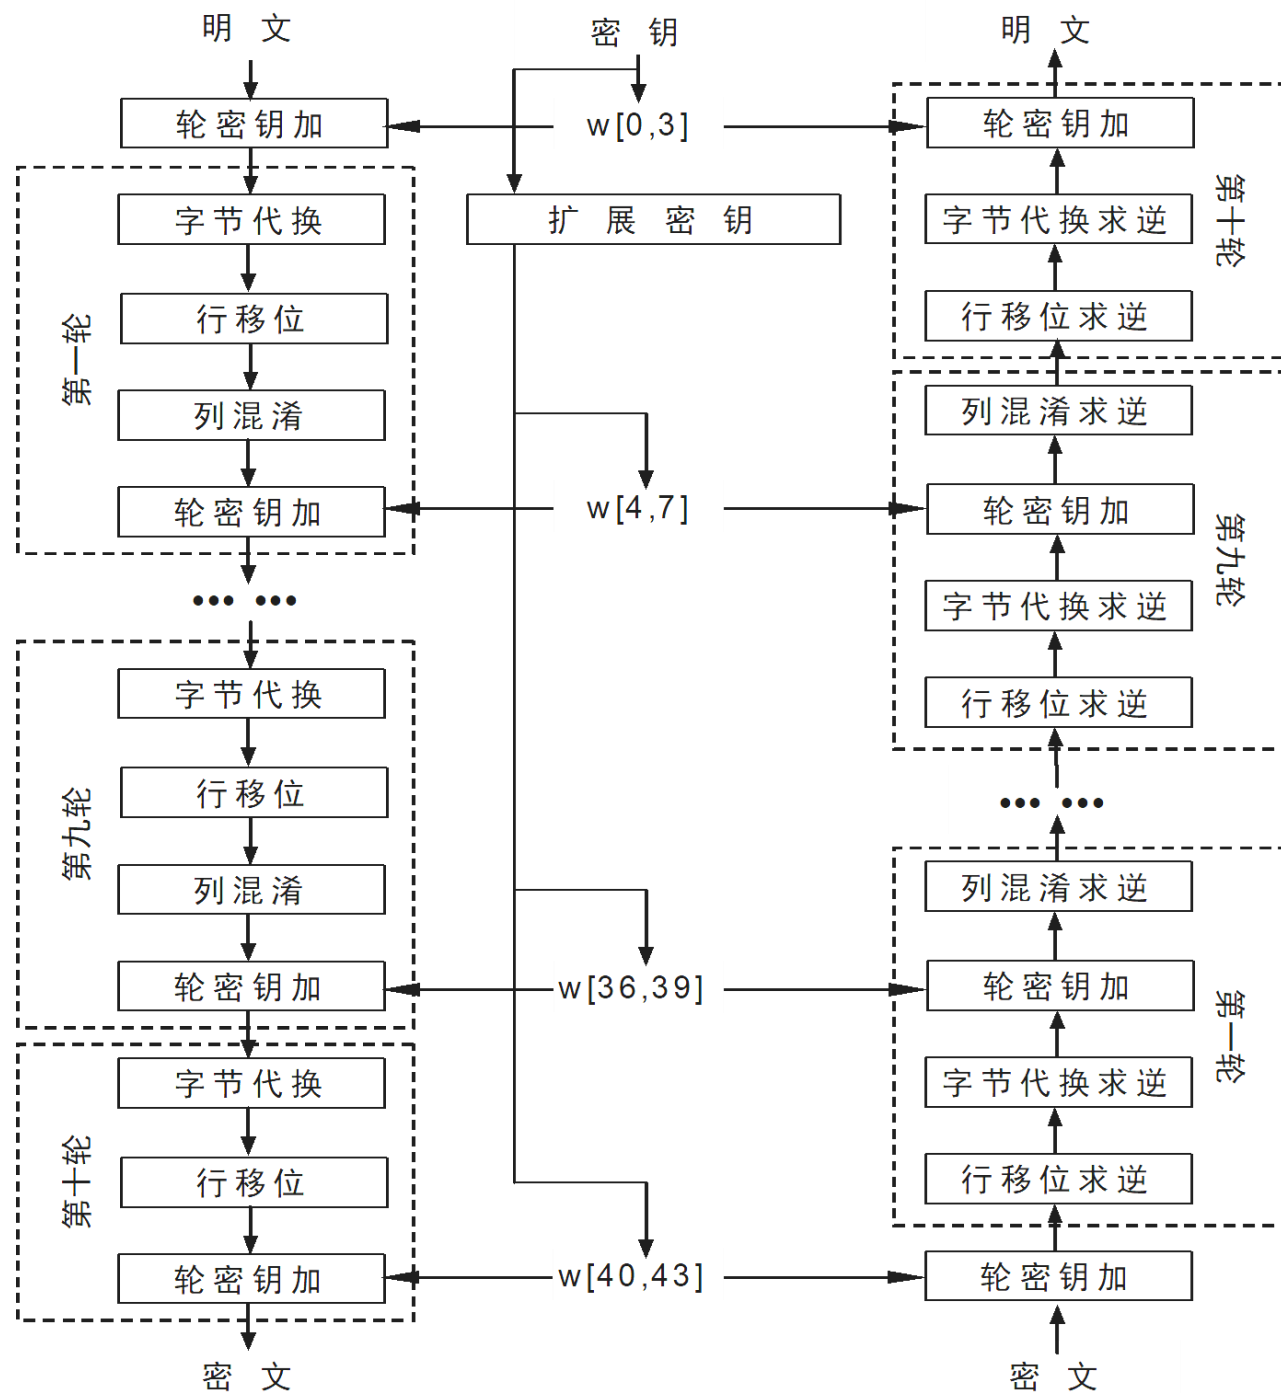 明 文
轮密钥加
第一轮
字节代换
行移位
列混淆
轮密钥加
••• •••
第九轮
字节代换
行移位
列混淆
轮密钥加
第十轮
字节代换
行移位
轮密钥加
密 文
密 钥
w[0,3]
扩展密钥
w[4,7]
w[36,39]
w[40,43]
明 文
轮密钥加
字节代换求逆
行移位求逆
第十轮
列混淆求逆
轮密钥加
字节代换求逆
行移位求逆
第九轮
••• •••
列混淆求逆
轮密钥加
字节代换求逆
行移位求逆
第一轮
轮密钥加
密 文